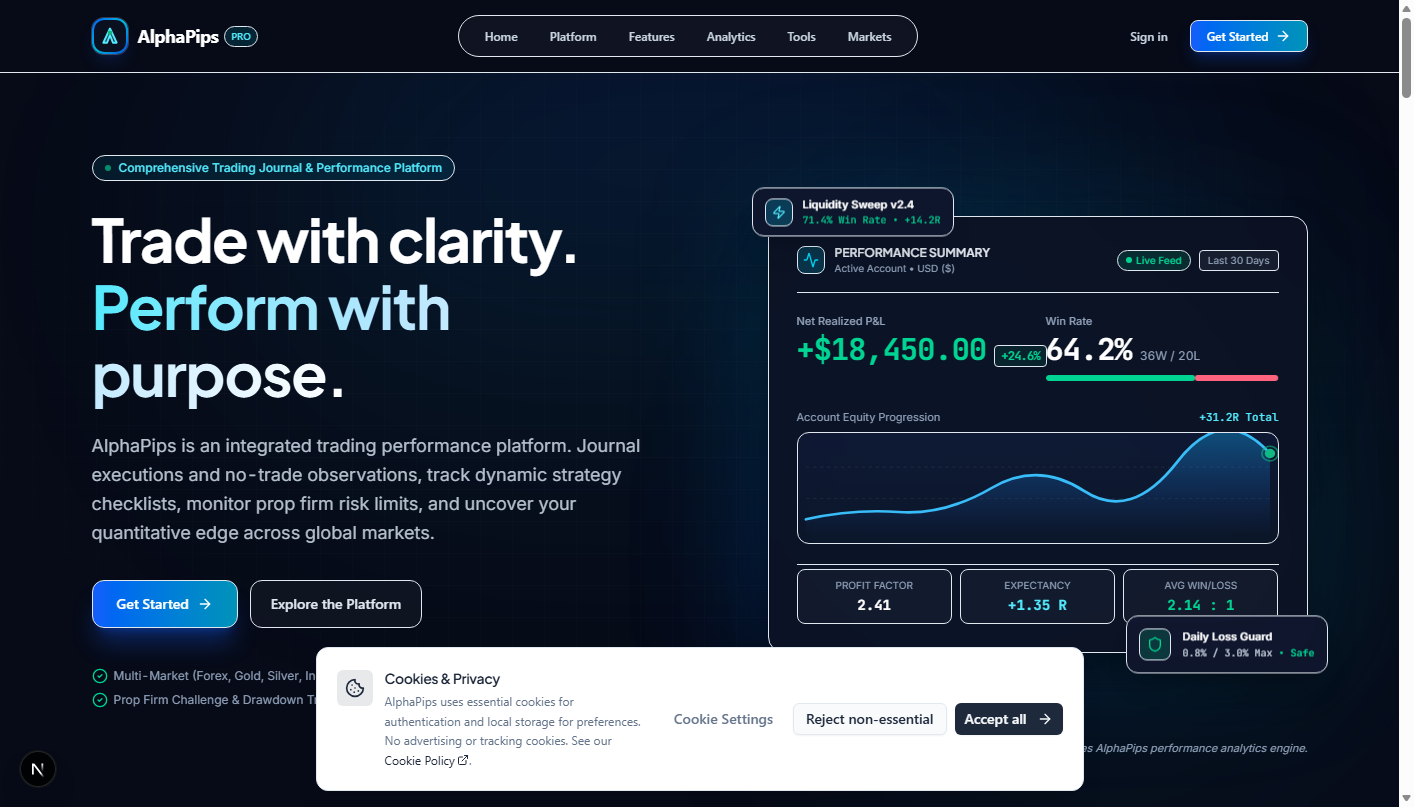 AlphaPips PRO
Home Platform Features Analytics Tools Markets
Sign in
Get Started →
Comprehensive Trading Journal & Performance Platform
Trade with clarity.
Perform with
purpose.
AlphaPips is an integrated trading performance platform. Journal
executions and no-trade observations, track dynamic strategy
checklists, monitor prop firm risk limits, and uncover your
quantitative edge across global markets.
Get Started →
Explore the Platform
Multi-Market (Forex, Gold, Silver, In
Prop Firm Challenge & Drawdown
Liquidity Sweep v2.4
71.4% Win Rate • +14.2R
PERFORMANCE SUMMARY
Active Account • USD ($)
Live Feed
Last 30 Days
Net Realized P&L
+$18,450.00 +24.6%
Win Rate
64.2% 36W / 20L
Account Equity Progression
+31.2R Total
PROFIT FACTOR
2.41
EXPECTANCY
+1.35 R
AVG WIN/LOSS
2.14 : 1
Daily Loss Guard
0.8% / 3.0% Max • Safe
AlphaPips performance analytics engine.
Cookies & Privacy
AlphaPips uses essential cookies for
authentication and local storage for preferences.
No advertising or tracking cookies. See our
Cookie Policy.
Cookie Settings
Reject non-essential
Accept all →
N